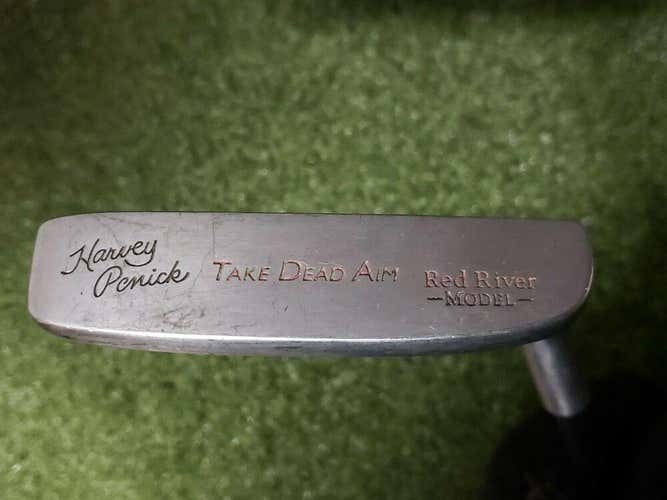 Harvey
Penick
TAKE DEAD AIM
Red River
-MODEL-